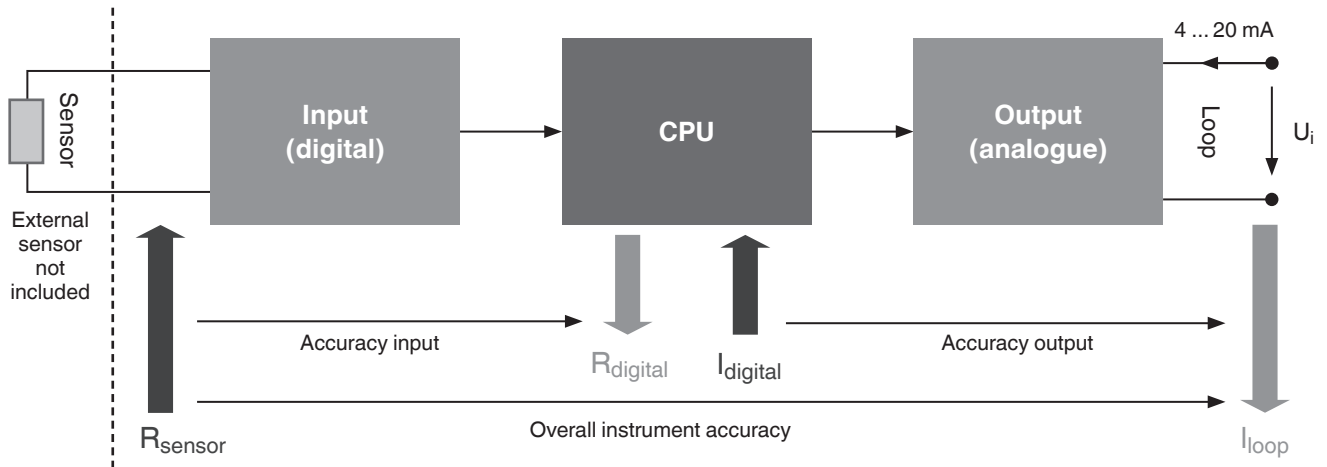 4 ... 20 mA
Sensor
Input
(digital)
CPU
Output
(analogue)
Loop
Uᵢ
External
sensor
not
included
Accuracy input
Accuracy output
R_digital
I_digital
R_sensor
Overall instrument accuracy
I_loop